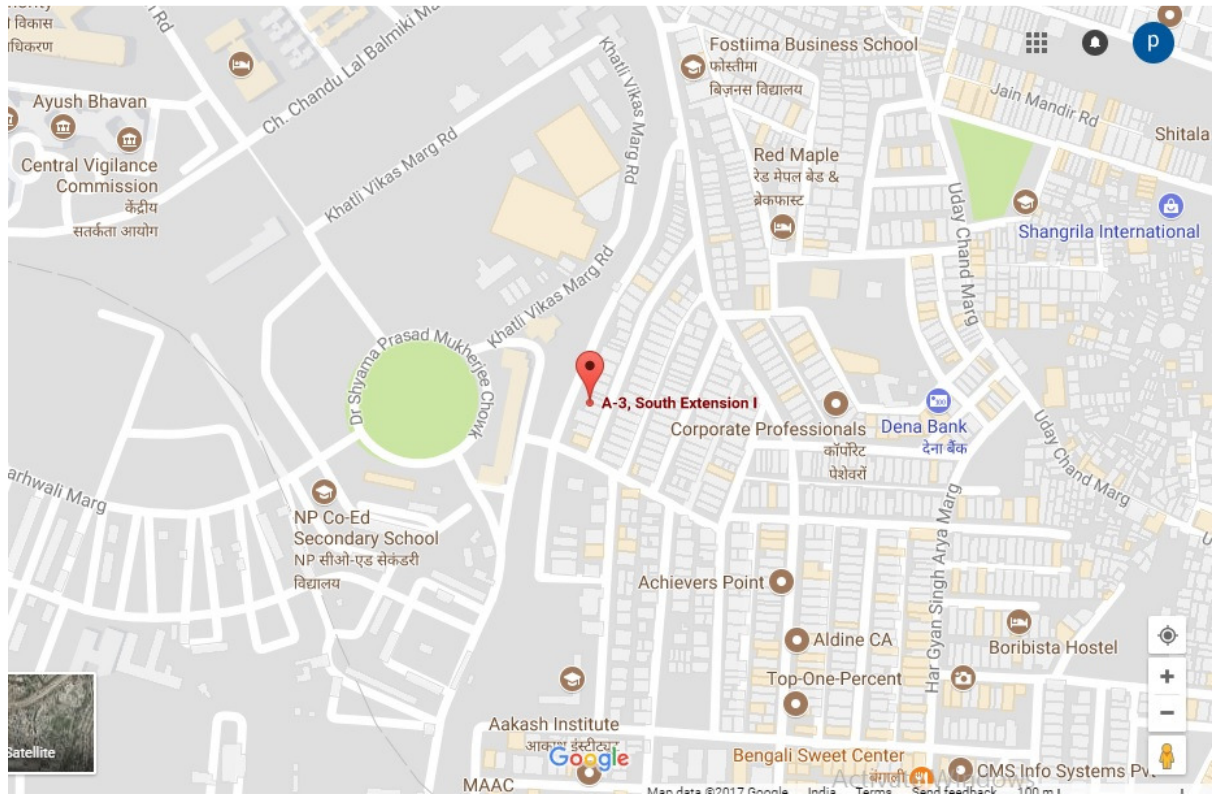 ority
ी विकास
ाधिकरण
Rd
Ch. Chandu Lal Balmiki Ma
Khatli Vikas Marg Rd
Fostiima Business School
फोस्तीमा
बिज़नस विद्यालय
p
Jain Mandir Rd
Shitala
Ayush Bhavan
Central Vigilance
Commission
केंद्रीय
सतर्कता आयोग
Khatli Vikas Marg Rd
Red Maple
रेड मेपल बेड &
ब्रेकफास्ट
Uday Chand Marg
Shangrila International
Khatli Vikas Marg Rd
Dr Shyama Prasad Mukherjee Chowk
A-3, South Extension I
Corporate Professionals
कॉर्पोरेट
पेशेवरों
Dena Bank
देना बैंक
Uday Chand Marg
arhwali Marg
NP Co-Ed
Secondary School
NP सीओ-एड सेकंडरी
विद्यालय
Har Gyan Singh Arya Marg
Achievers Point
Aldine CA
Boribista Hostel
Top-One-Percent
Aakash Institute
आकाश इंस्टीट्यूट
Google
Satellite
Bengali Sweet Center
बंगाली
CMS Info Systems Pvt
MAAC
Activate Windows
Map data ©2017 Google India Terms Send feedback 100 m